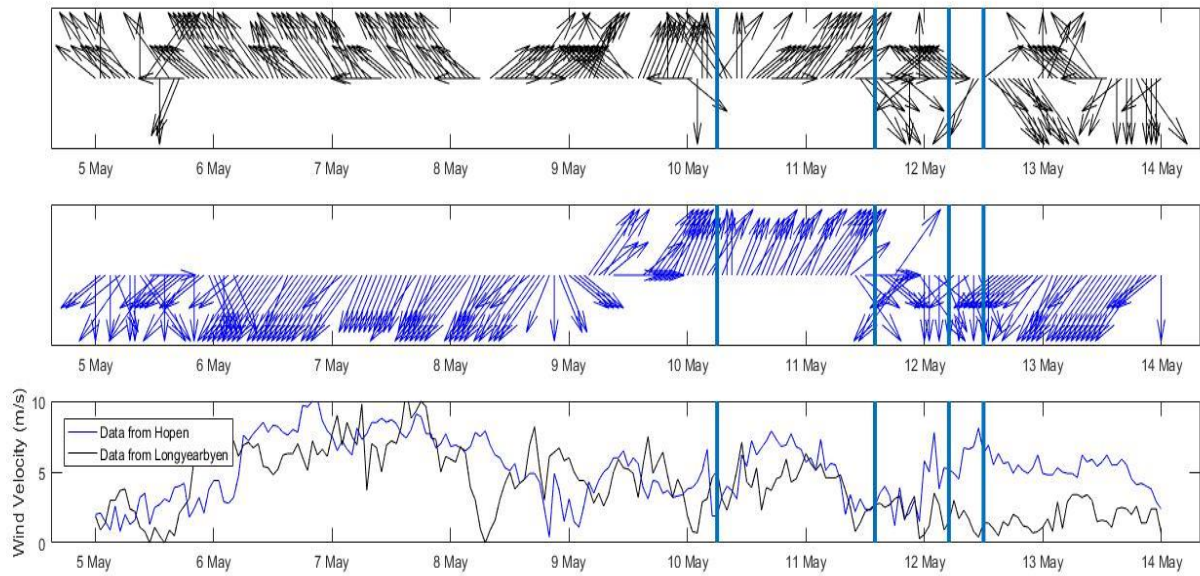 5 May 6 May 7 May 8 May 9 May 10 May 11 May 12 May 13 May 14 May
5 May 6 May 7 May 8 May 9 May 10 May 11 May 12 May 13 May 14 May
Wind Velocity (m/s)
10
5
0
Data from Hopen
Data from Longyearbyen
5 May 6 May 7 May 8 May 9 May 10 May 11 May 12 May 13 May 14 May